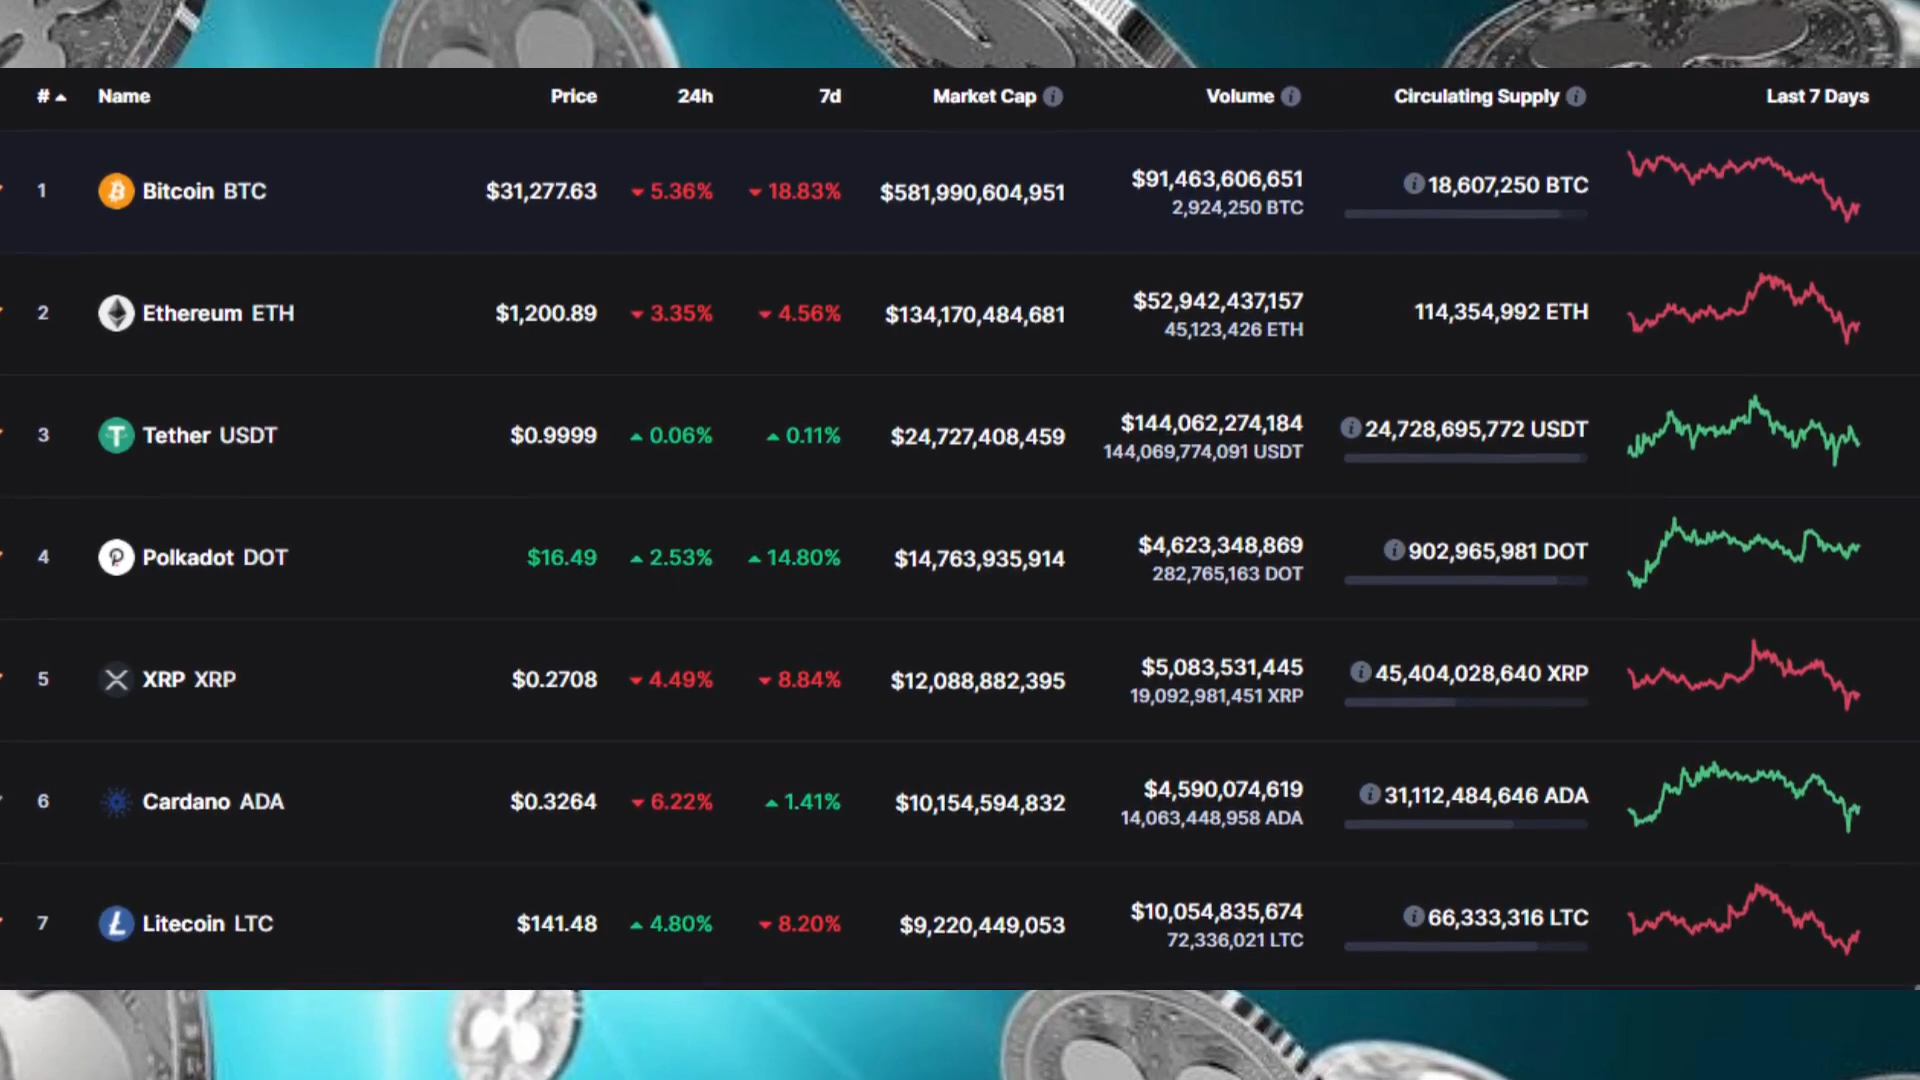 # Name Price 24h 7d Market Cap Volume Circulating Supply Last 7 Days
1 Bitcoin BTC $31,277.63 5.36% 18.83% $581,990,604,951 $91,463,606,651 18,607,250 BTC
2,924,250 BTC
2 Ethereum ETH $1,200.89 3.35% 4.56% $134,170,484,681 $52,942,437,157 114,354,992 ETH
45,123,426 ETH
3 Tether USDT $0.9999 0.06% 0.11% $24,727,408,459 $144,062,274,184 24,728,695,772 USDT
144,069,774,091 USDT
4 Polkadot DOT $16.49 2.53% 14.80% $14,763,935,914 $4,623,348,869 902,965,981 DOT
282,765,163 DOT
5 XRP XRP $0.2708 4.49% 8.84% $12,088,882,395 $5,083,531,445 45,404,028,640 XRP
19,092,981,451 XRP
6 Cardano ADA $0.3264 6.22% 1.41% $10,154,594,832 $4,590,074,619 31,112,484,646 ADA
14,063,448,958 ADA
7 Litecoin LTC $141.48 4.80% 8.20% $9,220,449,053 $10,054,835,674 66,333,316 LTC
72,336,021 LTC